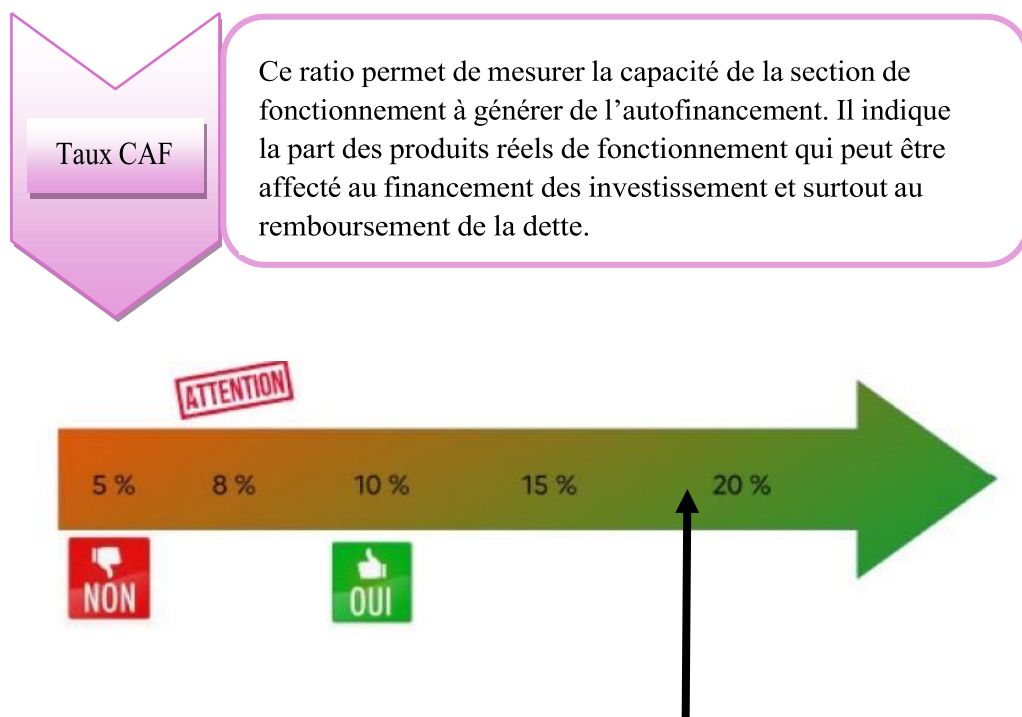 Taux CAF
Ce ratio permet de mesurer la capacité de la section de
fonctionnement à générer de l’autofinancement. Il indique
la part des produits réels de fonctionnement qui peut être
affecté au financement des investissement et surtout au
remboursement de la dette.
ATTENTION
5 % 8 % 10 % 15 % 20 %
NON OUI